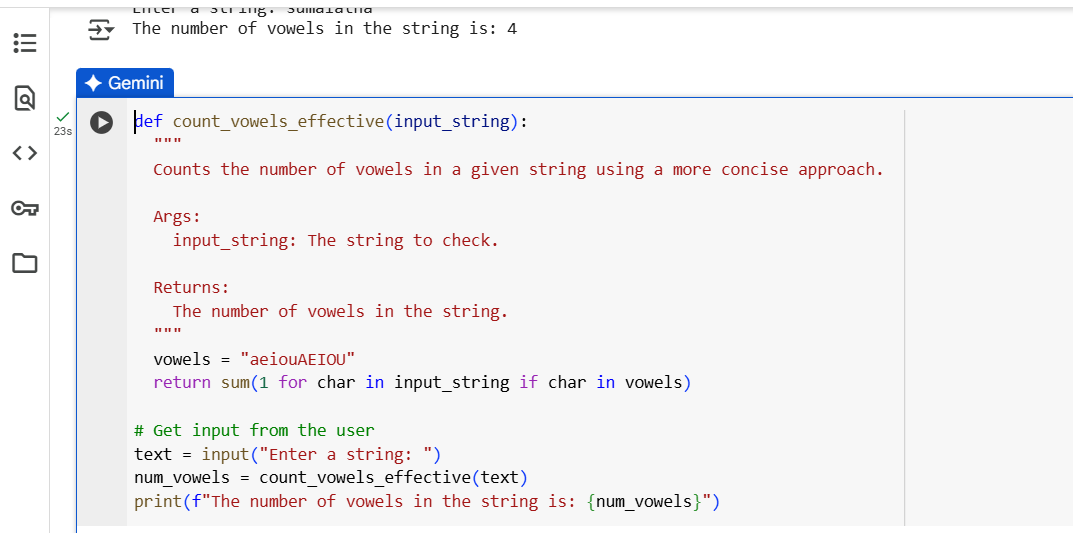 Enter a string: sumalatha
The number of vowels in the string is: 4
Gemini
23s
def count_vowels_effective(input_string):
"""
Counts the number of vowels in a given string using a more concise approach.
Args:
input_string: The string to check.
Returns:
The number of vowels in the string.
"""
vowels = "aeiouAEIOU"
return sum(1 for char in input_string if char in vowels)
# Get input from the user
text = input("Enter a string: ")
num_vowels = count_vowels_effective(text)
print(f"The number of vowels in the string is: {num_vowels}")